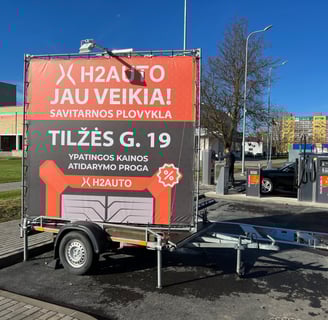 H2AUTO
JAU VEIKIA!
SAVITARNOS PLOVYKLA
TILŽĖS G. 19
YPATINGOS KAINOS
ATIDARYMO PROGA
%
H2AUTO